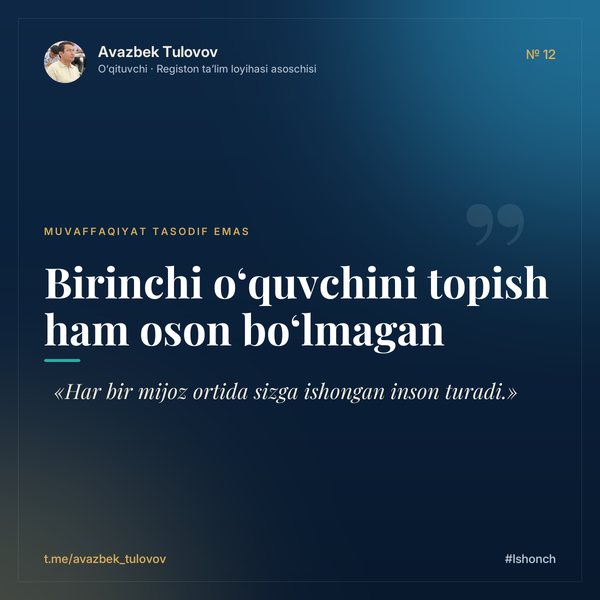 Avazbek Tulovov
O‘qituvchi · Registon ta’lim loyihasi asoschisi
№ 12
MUVAFFAQIYAT TASODIF EMAS
”
Birinchi o‘quvchini topish
ham oson bo‘lmagan
«Har bir mijoz ortida sizga ishongan inson turadi.»
t.me/avazbek_tulovov
#Ishonch